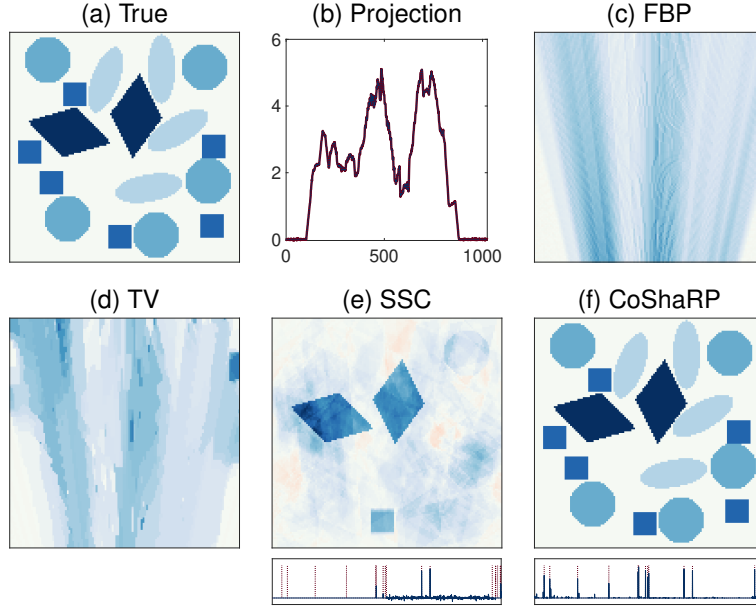 (a) True
(b) Projection
(c) FBP
6
4
2
0
0
500
1000
(d) TV
(e) SSC
(f) CoShaRP